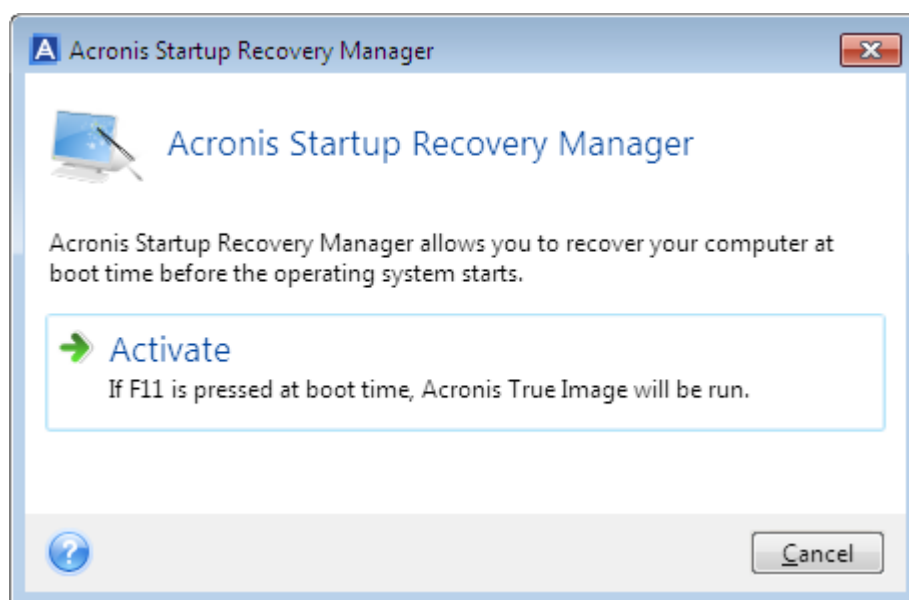 Acronis Startup Recovery Manager
Acronis Startup Recovery Manager
Acronis Startup Recovery Manager allows you to recover your computer at
boot time before the operating system starts.
Activate
If F11 is pressed at boot time, Acronis True Image will be run.
Cancel